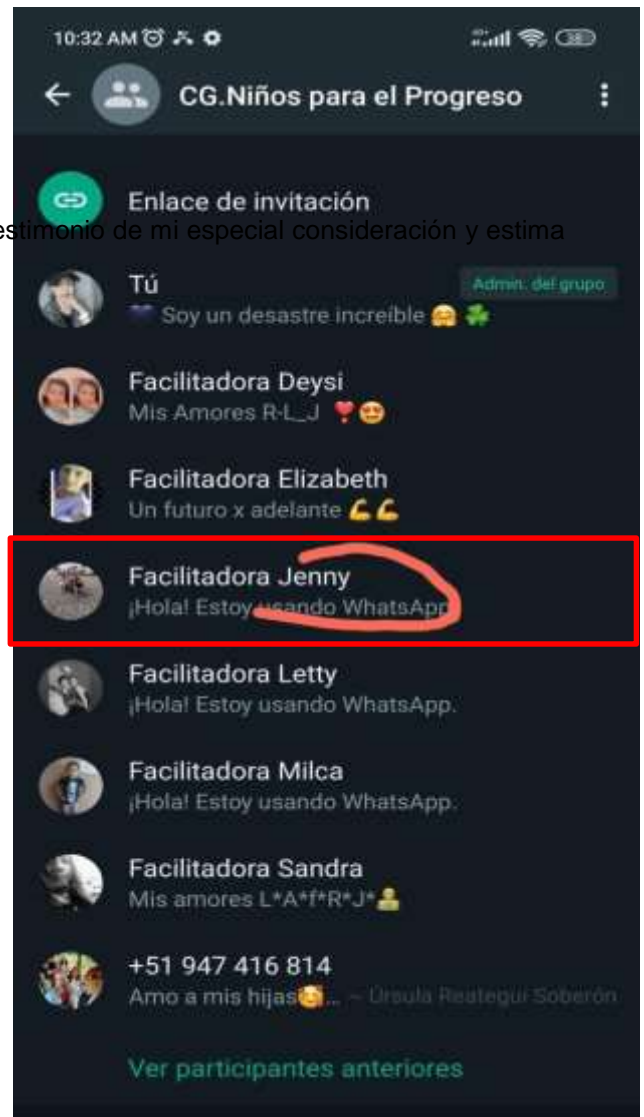 10:32 AM
38
CG.Niños para el Progreso
Enlace de invitación
estimonio de mi especial consideración y estima
Tú
Admin. del grupo
Soy un desastre increíble
Facilitadora Deysi
Mis Amores R-L_J
Facilitadora Elizabeth
Un futuro x adelante
Facilitadora Jenny
¡Hola! Estoy usando WhatsApp.
Facilitadora Letty
¡Hola! Estoy usando WhatsApp.
Facilitadora Milca
¡Hola! Estoy usando WhatsApp.
Facilitadora Sandra
Mis amores L*A*f*R*J*
+51 947 416 814
Amo a mis hijas... ~ Úrsula Reategui Soberón
Ver participantes anteriores